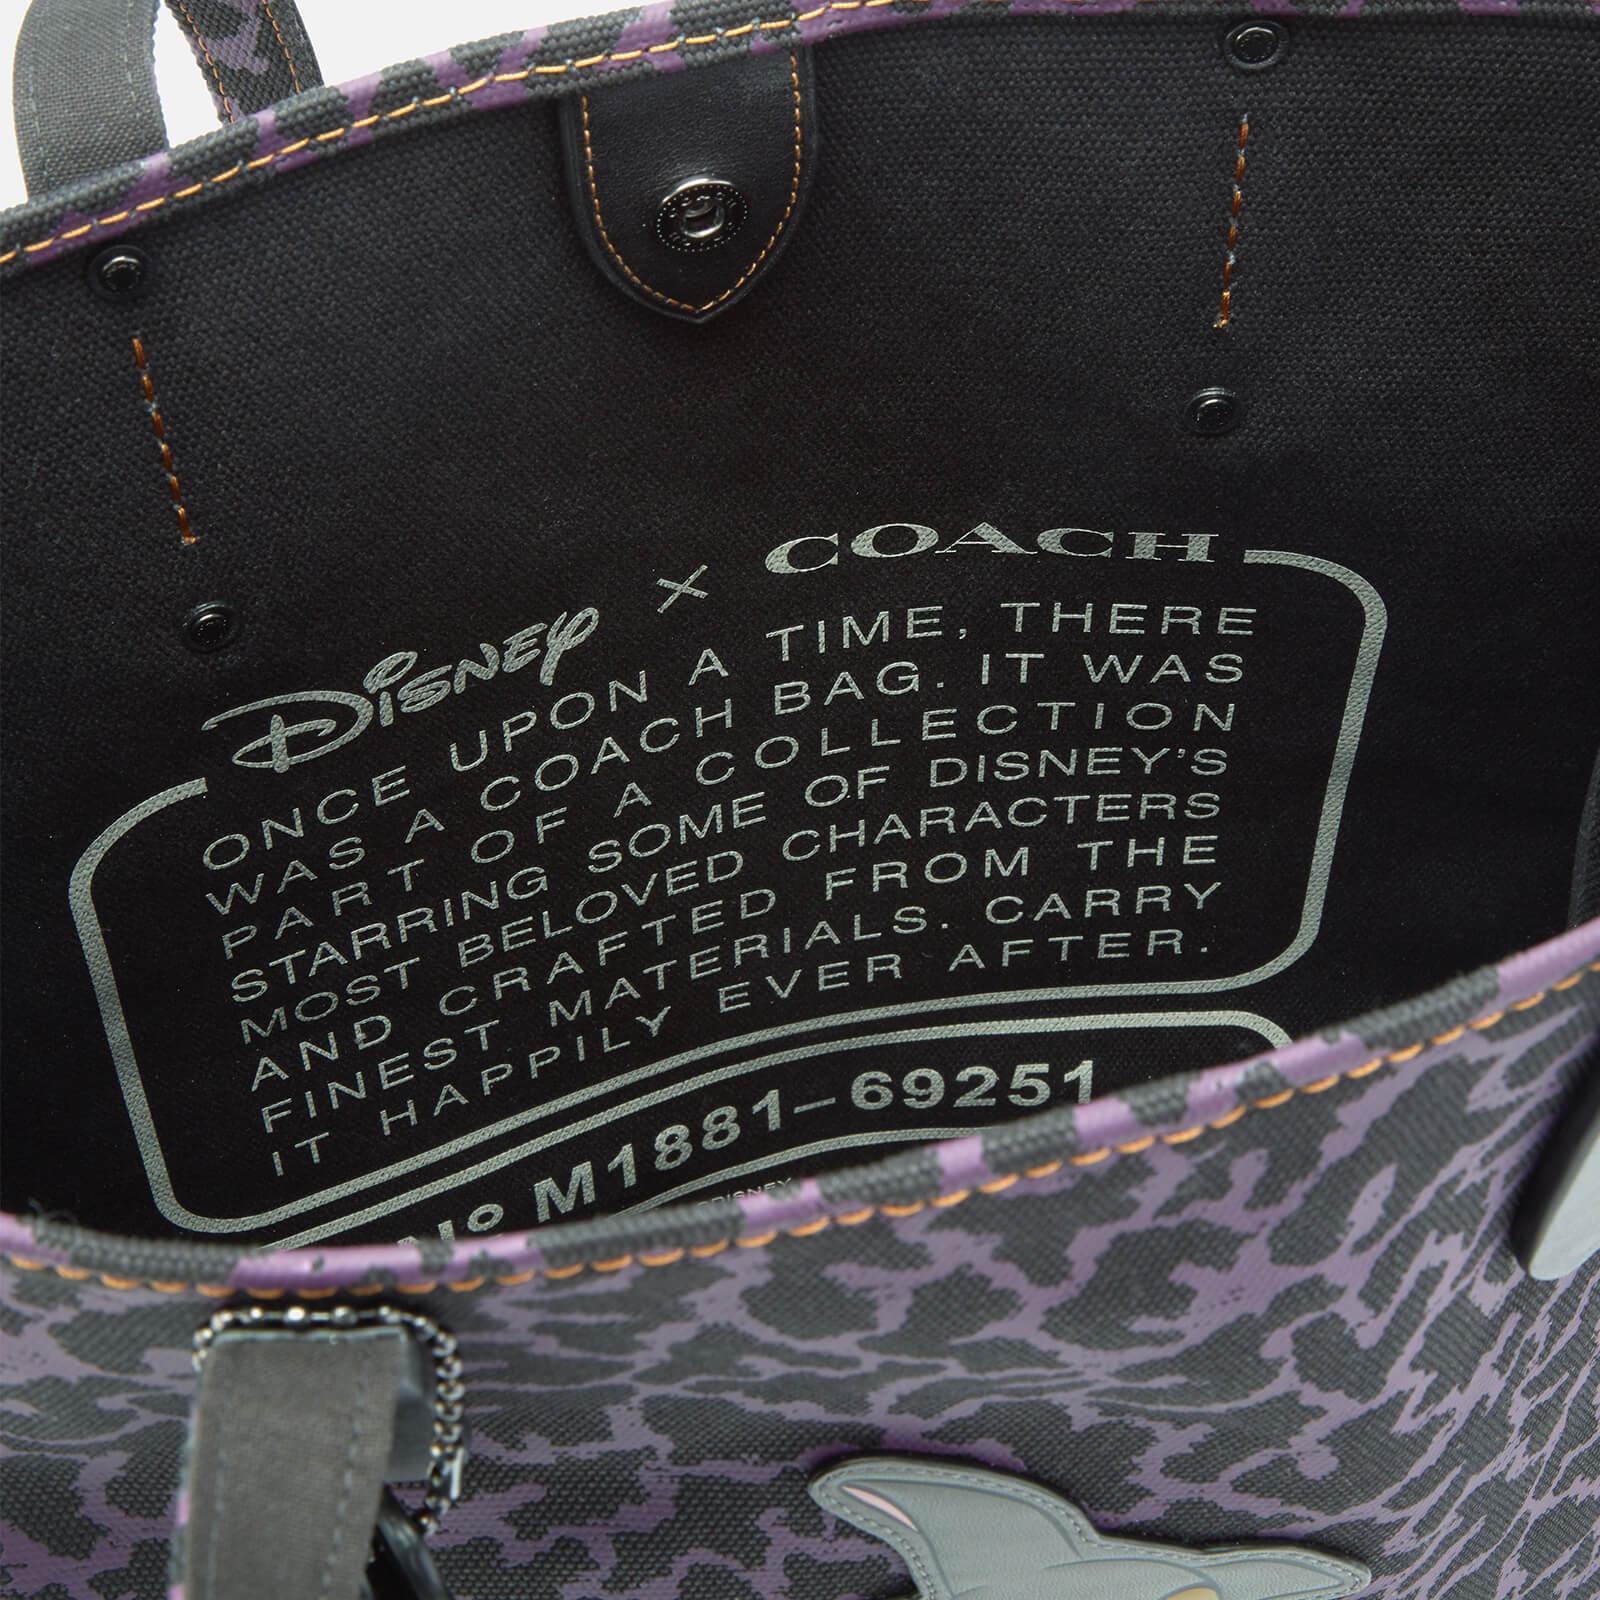 Disney × COACH
ONCE UPON A TIME, THERE
WAS A COACH BAG. IT WAS
PART OF A COLLECTION
STARRING SOME OF DISNEY'S
MOST BELOVED CHARACTERS
AND CRAFTED FROM THE
FINEST MATERIALS. CARRY
IT HAPPILY EVER AFTER.
Nº M1881–69251
DISNEY